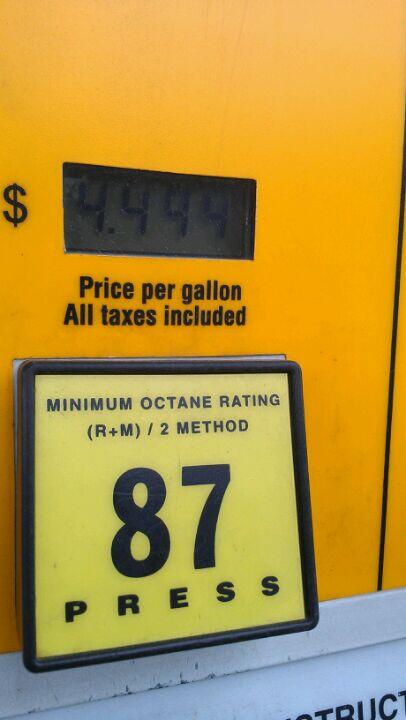 $ 4.444
Price per gallon
All taxes included
MINIMUM OCTANE RATING
(R+M) / 2 METHOD
87
PRESS